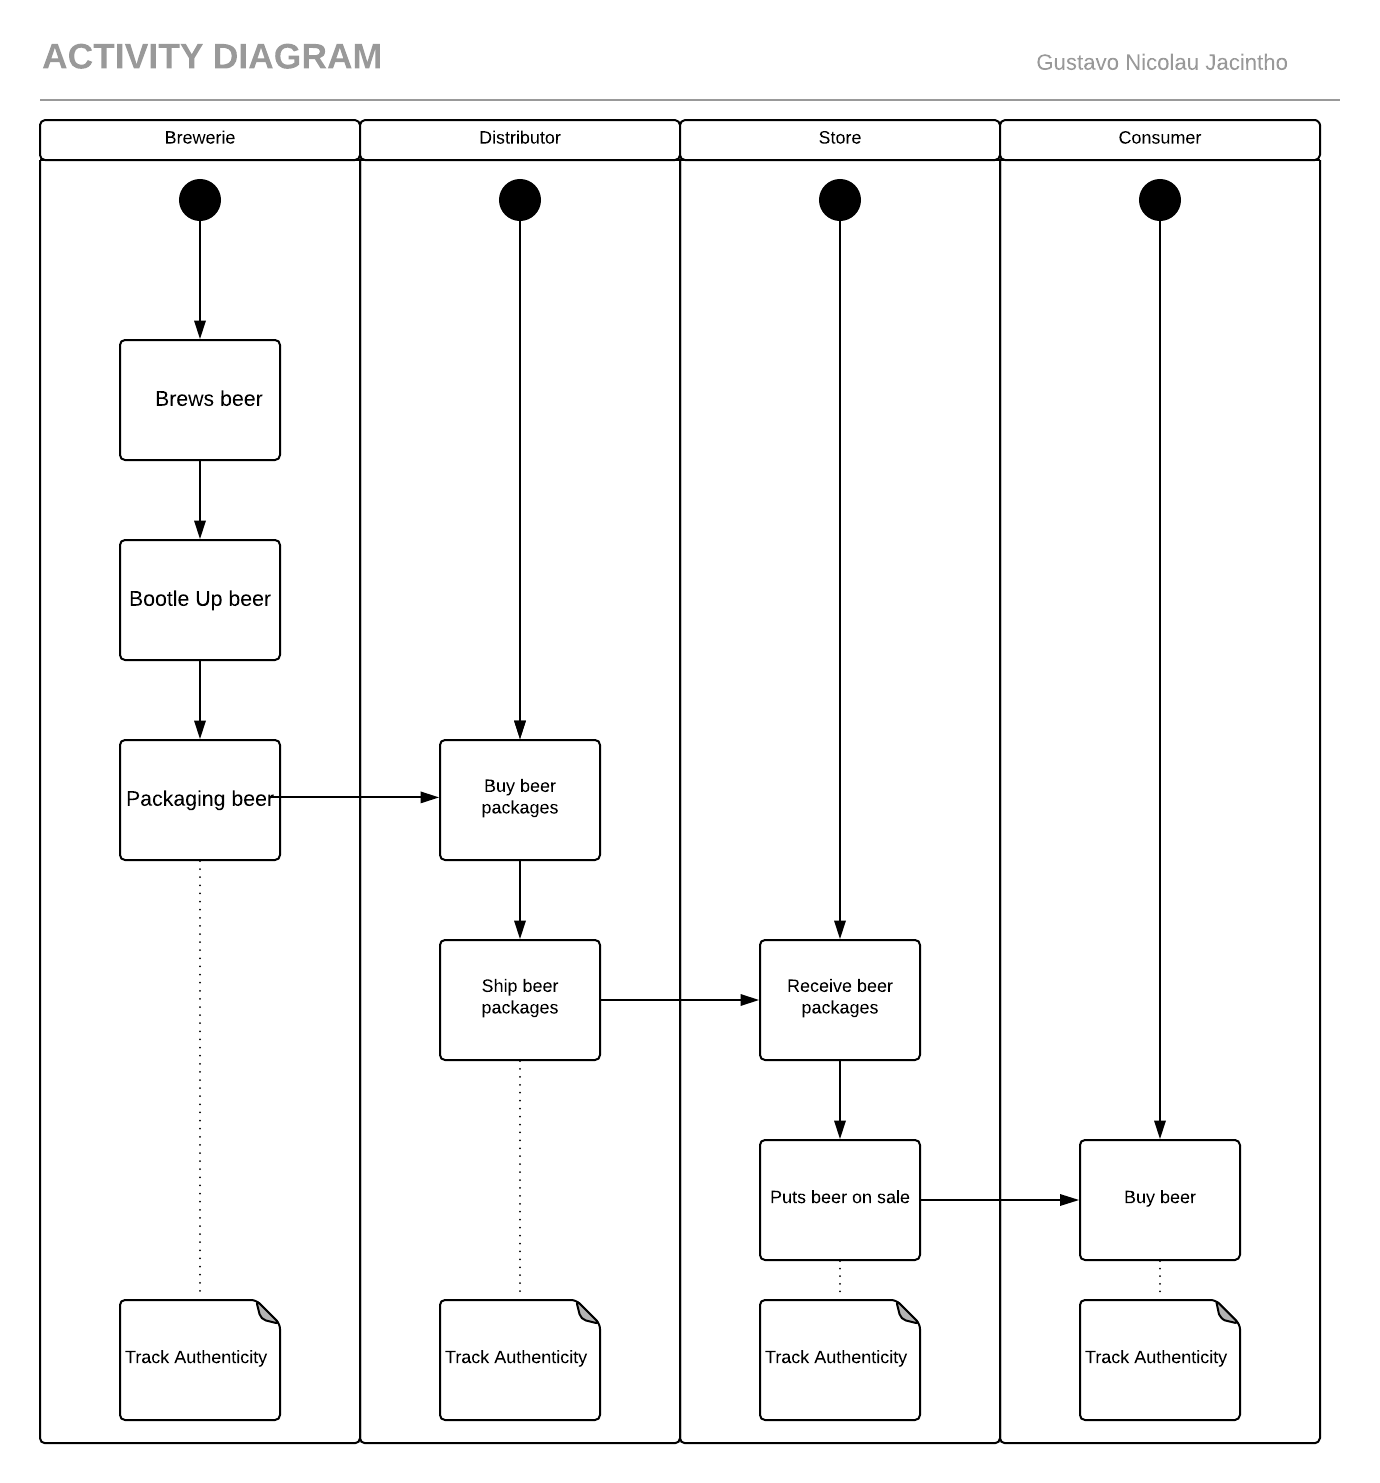 ACTIVITY DIAGRAM
Gustavo Nicolau Jacintho
Brewerie
Distributor
Store
Consumer
Brews beer
Bootle Up beer
Packaging beer
Buy beer
packages
Ship beer
packages
Receive beer
packages
Puts beer on sale
Buy beer
Track Authenticity
Track Authenticity
Track Authenticity
Track Authenticity